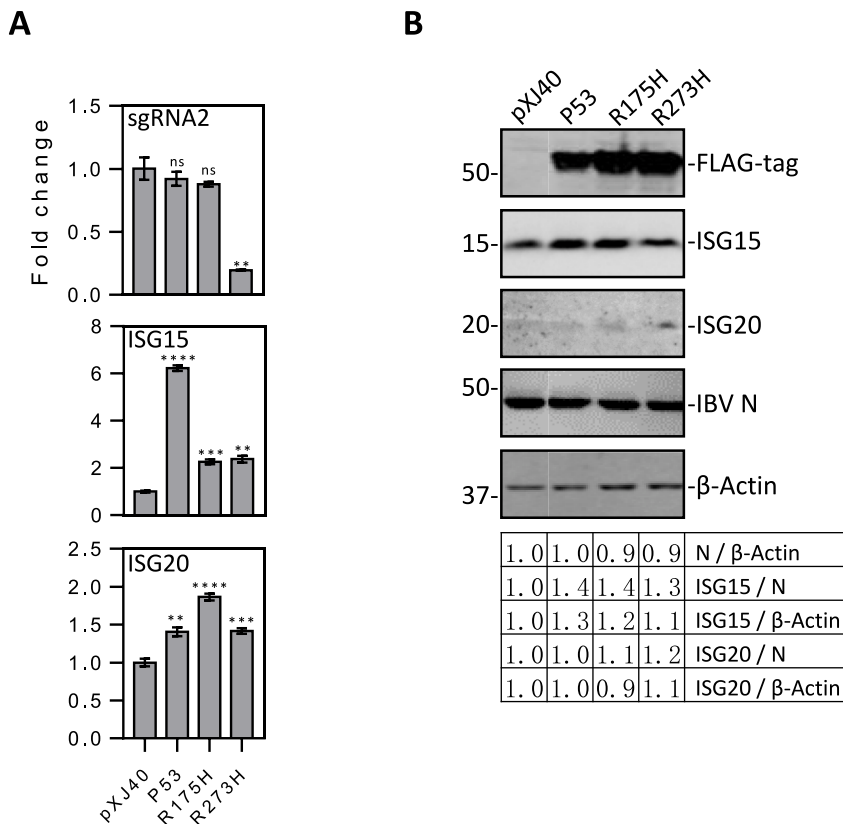 A
Fold change
1.5
1.0
0.5
0.0
sgRNA2
ns
ns
**
8
6
4
2
0
ISG15
****
***
**
2.5
2.0
1.5
1.0
0.5
0.0
ISG20
**
****
***
pXJ40
P53
R175H
R273H
B
pXJ40
P53
R175H
R273H
50-
-FLAG-tag
15-
-ISG15
20-
-ISG20
50-
-IBV N
37-
-β-Actin
1.0 1.0 0.9 0.9 N / β-Actin
1.0 1.4 1.4 1.3 ISG15 / N
1.0 1.3 1.2 1.1 ISG15 / β-Actin
1.0 1.0 1.1 1.2 ISG20 / N
1.0 1.0 0.9 1.1 ISG20 / β-Actin